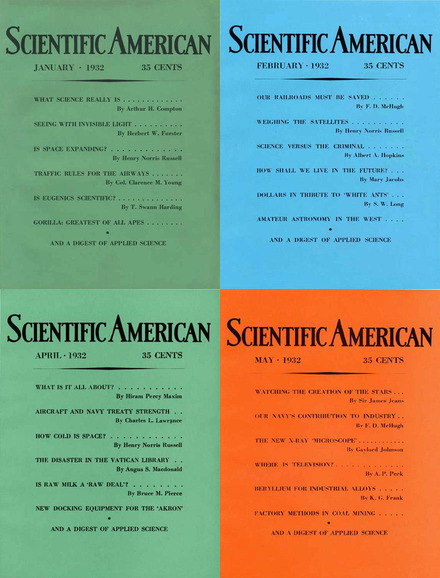 SCIENTIFIC AMERICAN
JANUARY · 1932 35 CENTS
WHAT SCIENCE REALLY IS . . . . . . . . . . . .
By Arthur H. Compton
SEEING WITH INVISIBLE LIGHT . . . . . . . . .
By Herbert W. Forster
IS SPACE EXPANDING? . . . . . . . . . . . . .
By Henry Norris Russell
TRAFFIC RULES FOR THE AIRWAYS . . . . . .
By Col. Clarence M. Young
IS EUGENICS SCIENTIFIC? . . . . . . . . . . . .
By T. Swann Harding
GORILLA: GREATEST OF ALL APES . . . . . . .
*
AND A DIGEST OF APPLIED SCIENCE
SCIENTIFIC AMERICAN
FEBRUARY · 1932 35 CENTS
OUR RAILROADS MUST BE SAVED . . . . . .
By F. D. McHugh
WEIGHING THE SATELLITES . . . . . . . . . .
By Henry Norris Russell
SCIENCE VERSUS THE CRIMINAL . . . . . . .
By Albert A. Hopkins
HOW SHALL WE LIVE IN THE FUTURE? . . .
By Mary Jacobs
DOLLARS IN TRIBUTE TO 'WHITE ANTS' . . .
By S. W. Long
AMATEUR ASTRONOMY IN THE WEST . . . .
*
AND A DIGEST OF APPLIED SCIENCE
SCIENTIFIC AMERICAN
APRIL · 1932 35 CENTS
WHAT IS IT ALL ABOUT? . . . . . . . . . . .
By Hiram Percy Maxim
AIRCRAFT AND NAVY TREATY STRENGTH . .
By Charles L. Lawrance
HOW COLD IS SPACE? . . . . . . . . . . . . .
By Henry Norris Russell
THE DISASTER IN THE VATICAN LIBRARY . .
By Angus S. Macdonald
IS RAW MILK A 'RAW DEAL'? . . . . . . . . .
By Bruce M. Pierce
NEW DOCKING EQUIPMENT FOR THE 'AKRON'
*
AND A DIGEST OF APPLIED SCIENCE
SCIENTIFIC AMERICAN
MAY · 1932 35 CENTS
WATCHING THE CREATION OF THE STARS . . .
By Sir James Jeans
OUR NAVY'S CONTRIBUTION TO INDUSTRY . .
By F. D. McHugh
THE NEW X-RAY 'MICROSCOPE' . . . . . . . . . . .
By Gaylord Johnson
WHERE IS TELEVISION? . . . . . . . . . . . . .
By A. P. Peck
BERYLLIUM FOR INDUSTRIAL ALLOYS . . . . .
By K. G. Frank
FACTORY METHODS IN COAL MINING . . . . .
*
AND A DIGEST OF APPLIED SCIENCE